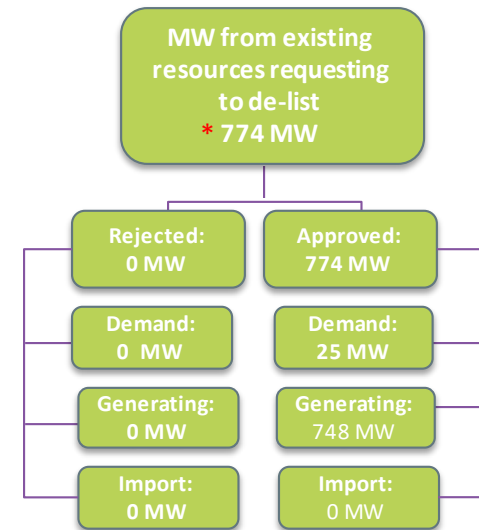 MW from existing
resources requesting
to de-list
* 774 MW
Rejected:
0 MW
Approved:
774 MW
Demand:
0 MW
Demand:
25 MW
Generating:
0 MW
Generating:
748 MW
Import:
0 MW
Import:
0 MW